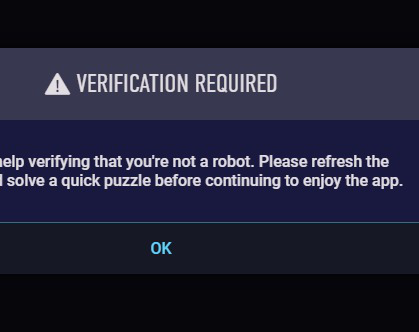 VERIFICATION REQUIRED
help verifying that you're not a robot. Please refresh the
solve a quick puzzle before continuing to enjoy the app.
OK